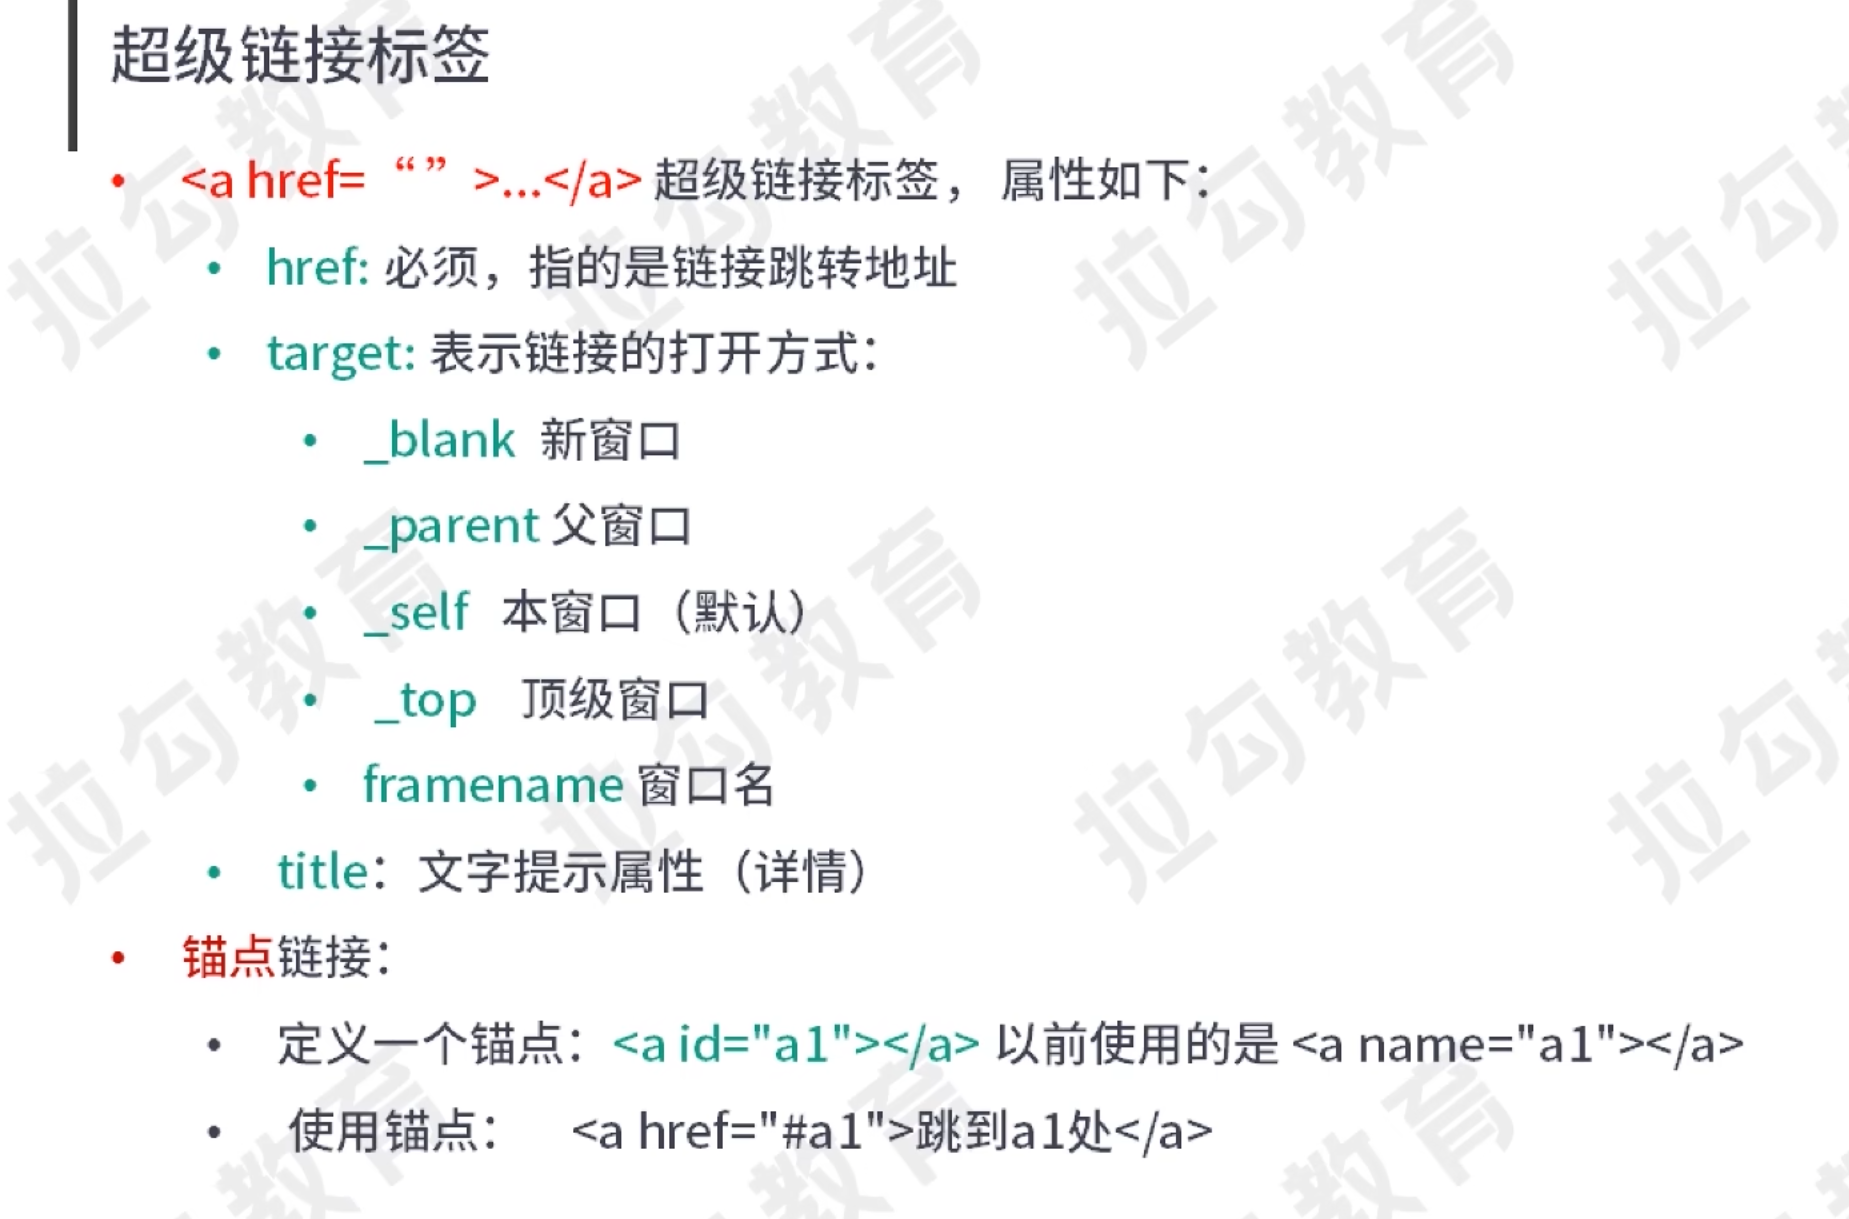 超级链接标签
• <a href= “ ” >...</a> 超级链接标签， 属性如下：
• href: 必须，指的是链接跳转地址
• target: 表示链接的打开方式：
• _blank 新窗口
• _parent 父窗口
• _self 本窗口（默认）
• _top 顶级窗口
• framename 窗口名
• title：文字提示属性（详情）
• 锚点链接：
• 定义一个锚点：<a id="a1"></a> 以前使用的是 <a name="a1"></a>
• 使用锚点： <a href="#a1">跳到a1处</a>
拉勾教育